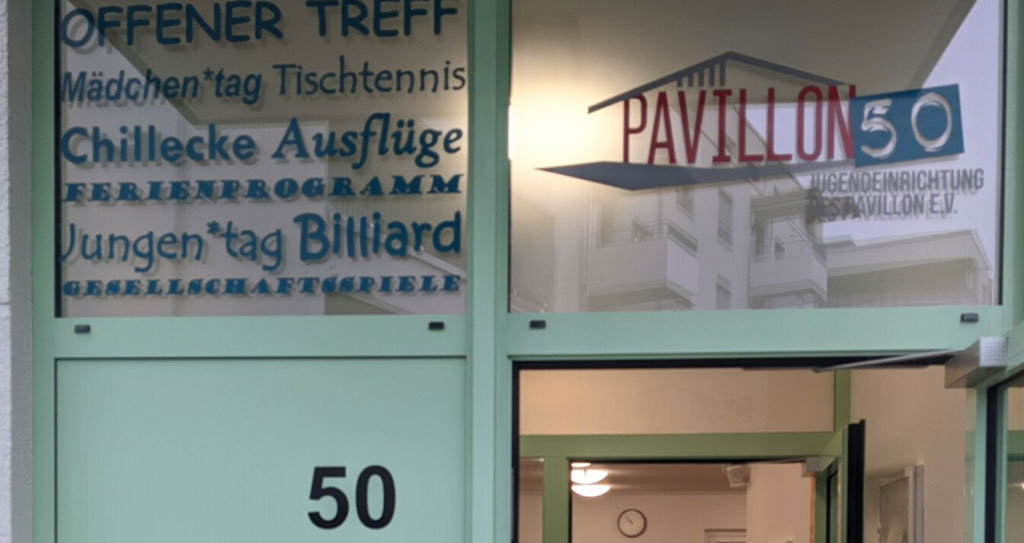 OFFENER TREFF
Mädchen*tag Tischtennis
Chillecke Ausflüge
FERIENPROGRAMM
Jungen*tag Billiard
GESELLSCHAFTSSPIELE
PAVILLON50
JUGENDEINRICHTUNG
DES PAVILLON E.V.
50